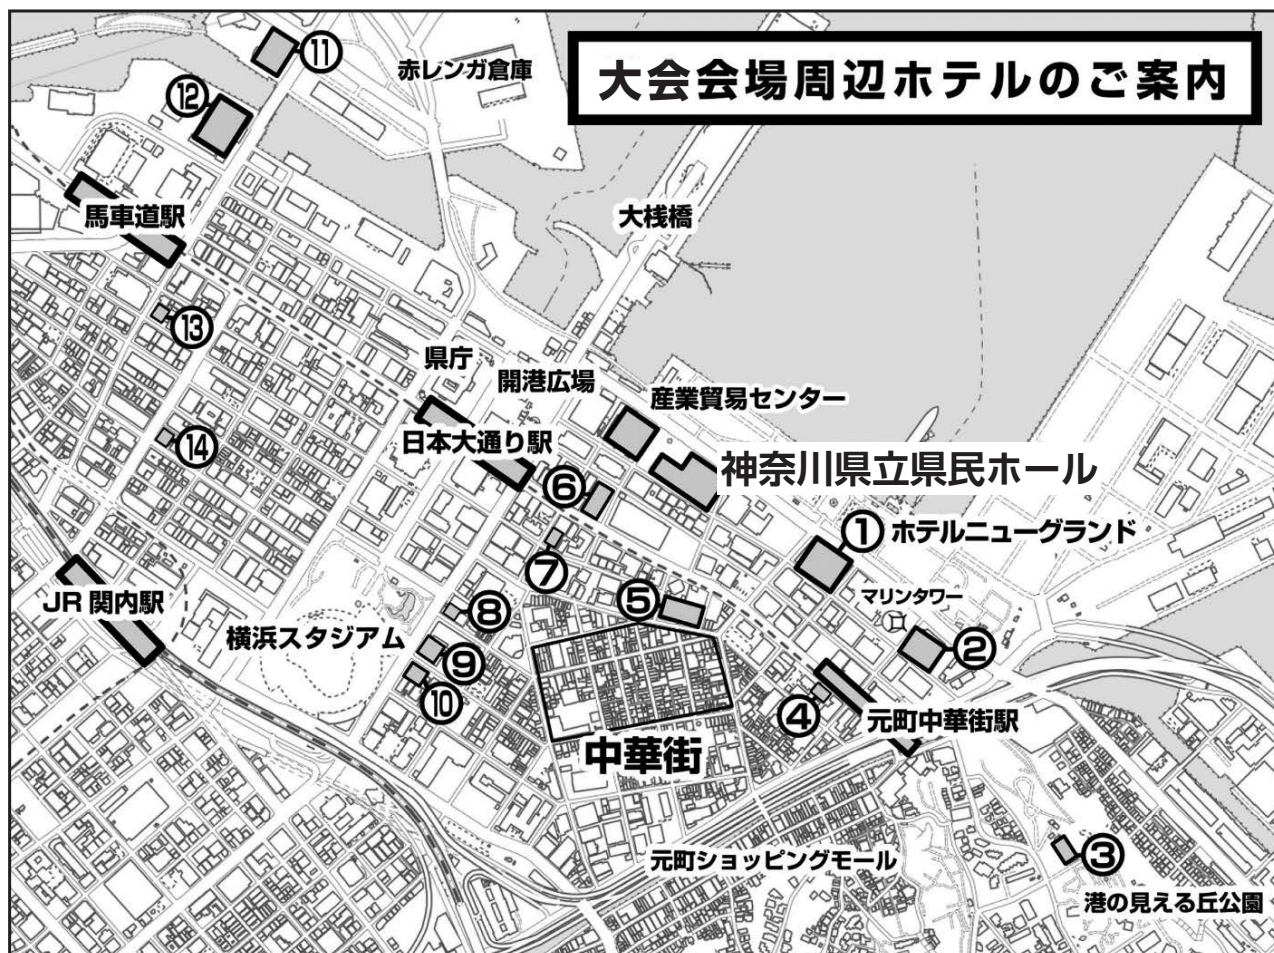 大会会場周辺ホテルのご案内
⑪
赤レンガ倉庫
⑫
馬車道駅
大桟橋
⑬
県庁
開港広場
産業貿易センター
日本大通り駅
⑭
神奈川県立県民ホール
⑥
①ホテルニューグランド
⑦
JR 関内駅
⑤
マリンタワー
⑧
横浜スタジアム
②
⑨
⑩
④
元町中華街駅
中華街
元町ショッピングモール
③
港の見える丘公園